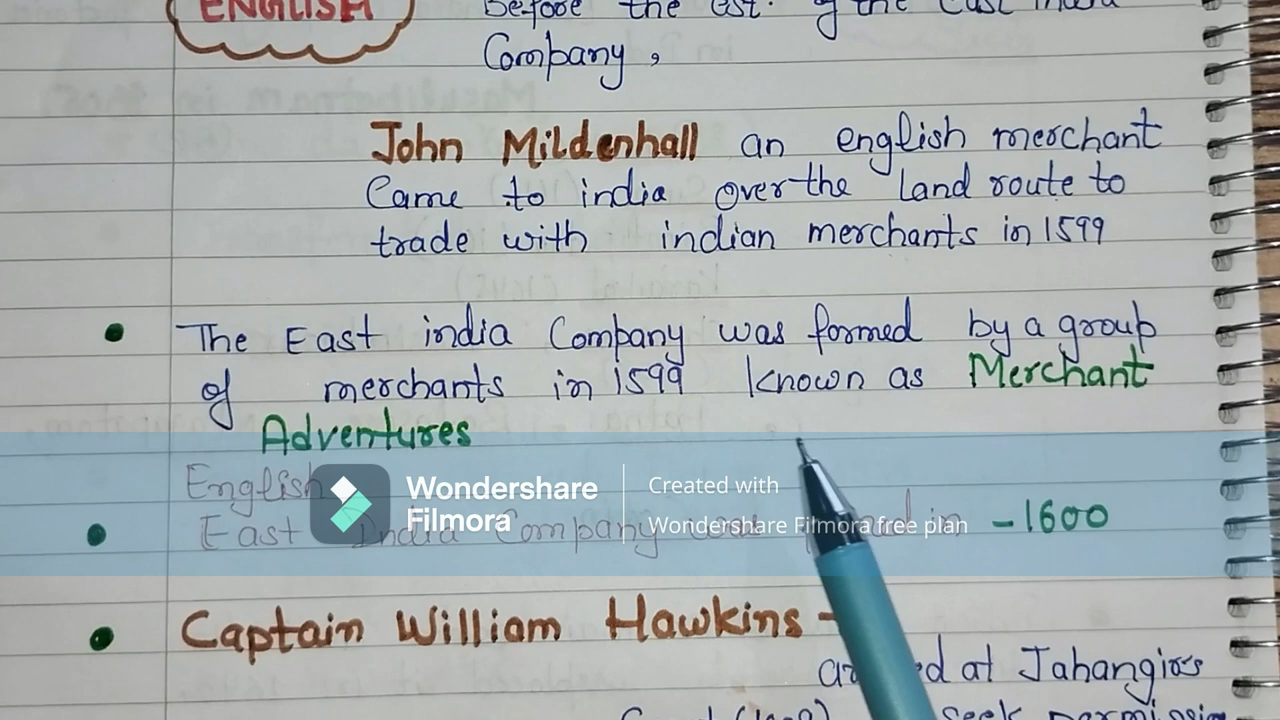 ENGLISH
Before the est. of the East India
Company,
John Mildenhall an english merchant
Came to india over the land route to
trade with indian merchants in 1599
The East india Company was formed by a group
of merchants in 1599 known as Merchant
Adventures
English
East India Company was in - 1600
Wondershare
Filmora
Created with
Wondershare Filmora free plan
Captain William Hawkins -
at Jahangir's
seek permission